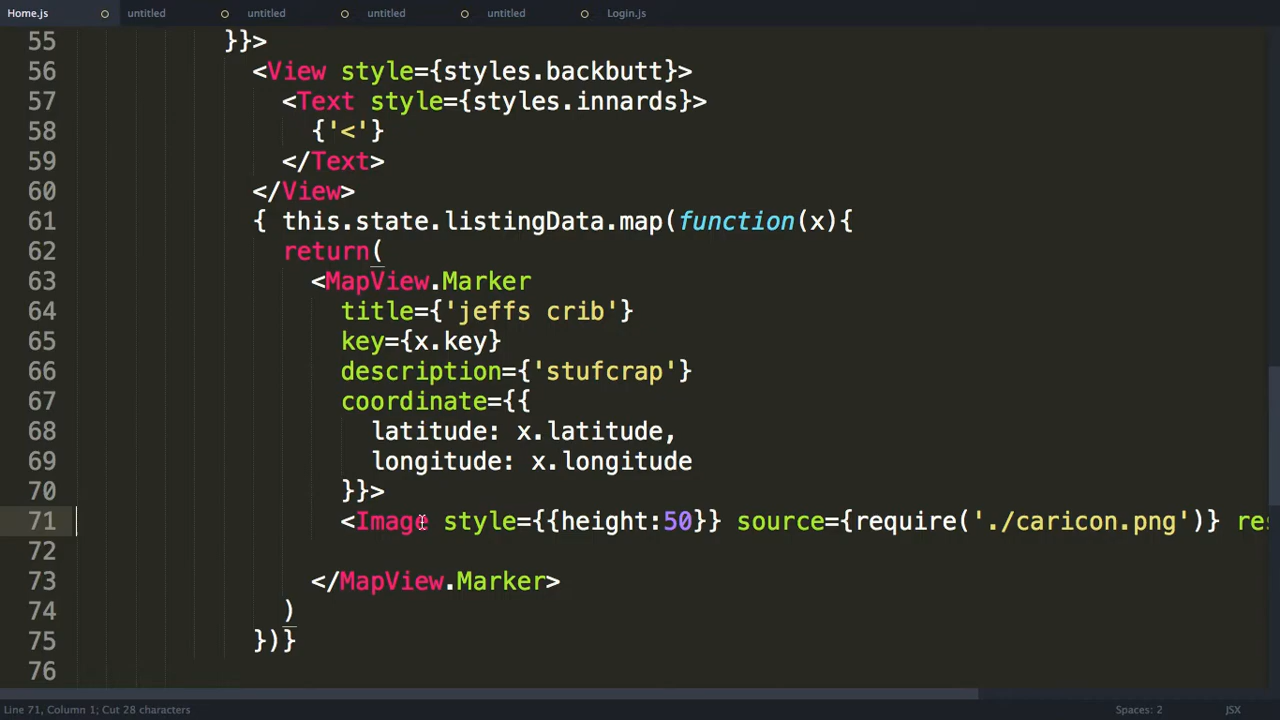 Home.js untitled untitled untitled untitled Login.js
55 }}>
56 <View style={styles.backbutt}>
57 <Text style={styles.innards}>
58 {'<'}
59 </Text>
60 </View>
61 { this.state.listingData.map(function(x){
62 return(
63 <MapView.Marker
64 title={'jeffs crib'}
65 key={x.key}
66 description={'stufcrap'}
67 coordinate={{
68 latitude: x.latitude,
69 longitude: x.longitude
70 }}>
71 <Image style={{height:50}} source={require('./caricon.png')} res
72
73 </MapView.Marker>
74 )
75 })}
76
Line 71, Column 1; Cut 28 characters Spaces: 2 JSX